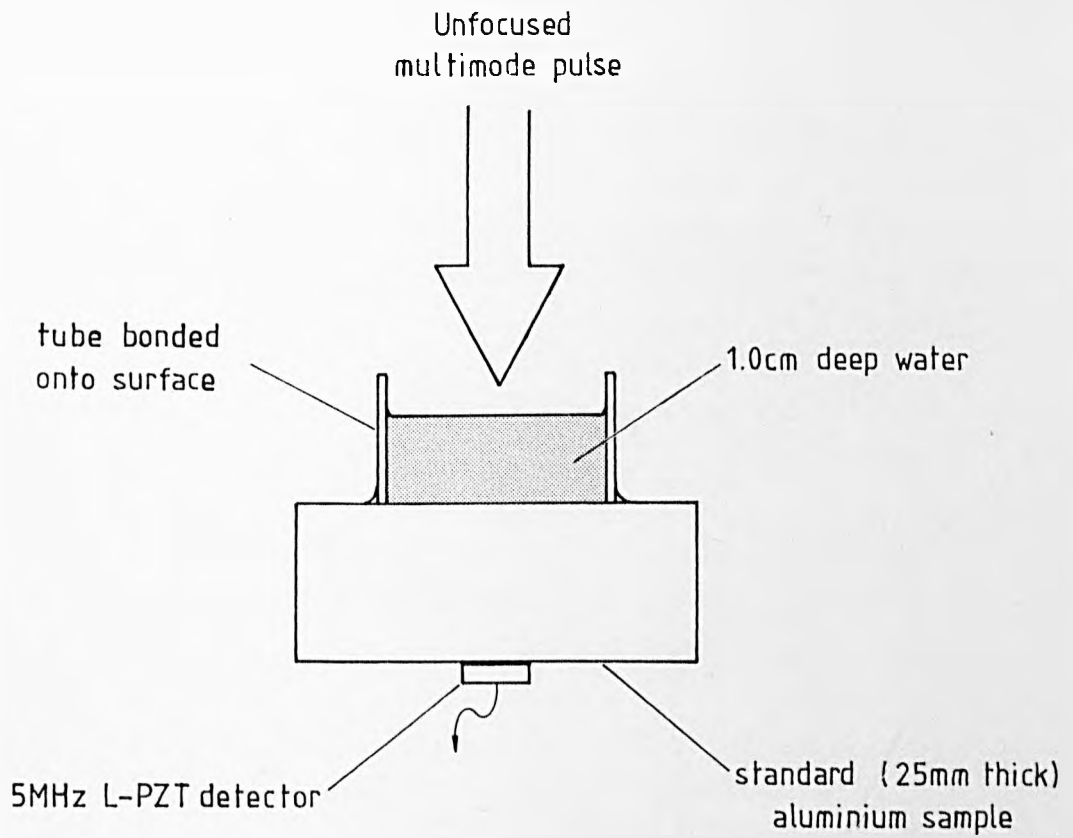 Unfocused
multimode pulse
tube bonded
onto surface
1.0cm deep water
5MHz L-PZT detector
standard (25mm thick)
aluminium sample